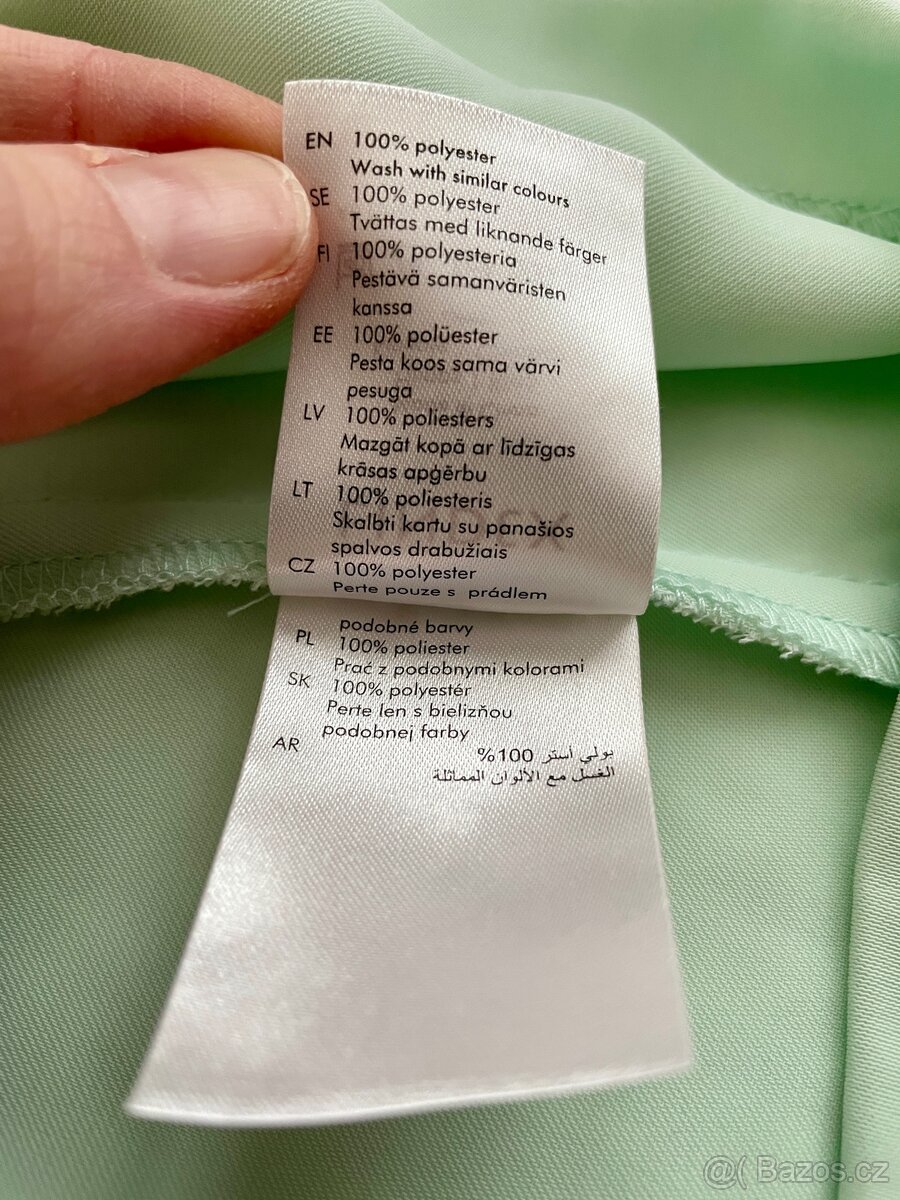 EN 100% polyester
Wash with similar colours
SE 100% polyester
Tvättas med liknande färger
FI 100% polyesteria
Pestävä samanväristen
kanssa
EE 100% polüester
Pesta koos sama värvi
pesuga
LV 100% poliesters
Mazgāt kopā ar līdzīgas
krāsas apģērbu
LT 100% poliesteris
Skalbti kartu su panašios
spalvos drabužiais
CZ 100% polyester
Perte pouze s prádlem
podobné barvy
PL 100% poliester
Prać z podobnymi kolorami
SK 100% polyestér
Perte len s bielizňou
podobnej farby
AR بولي أستر 100%
الغسل مع الألوان المماثلة
@( Bazos.cz